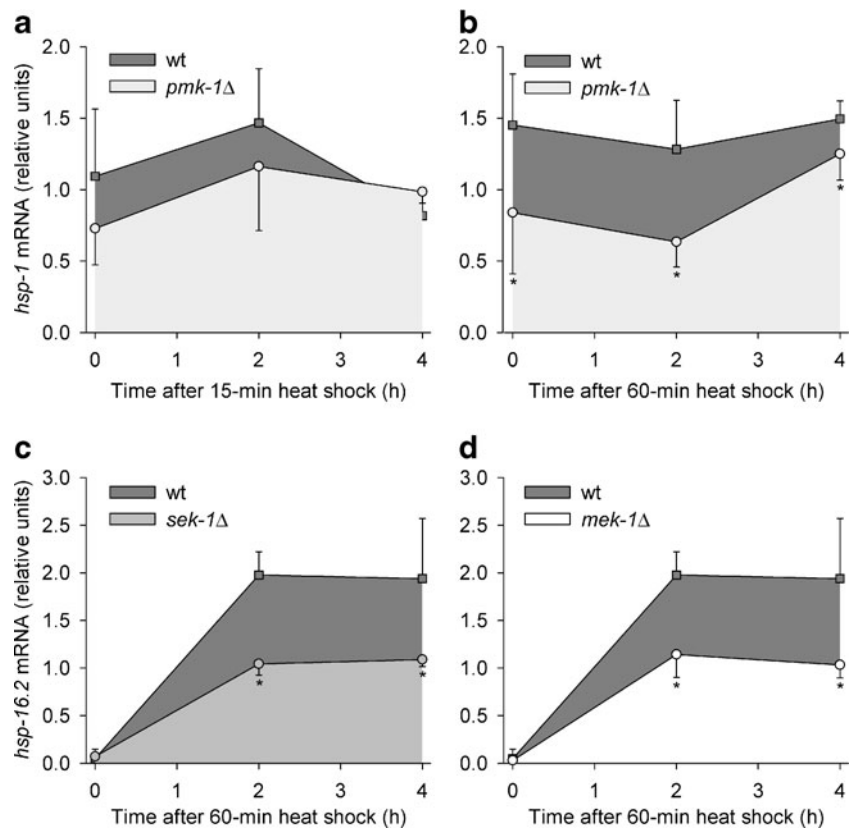 a
wt
pmk-1Δ
hsp-1 mRNA (relative units)
2.0
1.5
1.0
0.5
0.0
0 1 2 3 4
Time after 15-min heat shock (h)
b
wt
pmk-1Δ
2.0
1.5
1.0
0.5
0.0
*
*
*
0 1 2 3 4
Time after 60-min heat shock (h)
c
wt
sek-1Δ
hsp-16.2 mRNA (relative units)
3.0
2.5
2.0
1.5
1.0
0.5
0.0
*
*
0 1 2 3 4
Time after 60-min heat shock (h)
d
wt
mek-1Δ
3.0
2.5
2.0
1.5
1.0
0.5
0.0
*
*
0 1 2 3 4
Time after 60-min heat shock (h)